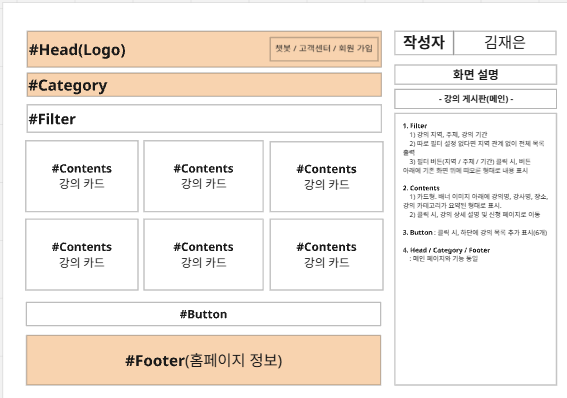 #Head(Logo)
챗봇 / 고객센터 / 회원 가입
#Category
#Filter
#Contents
강의 카드
#Contents
강의 카드
#Contents
강의 카드
#Contents
강의 카드
#Contents
강의 카드
#Contents
강의 카드
#Button
#Footer(홈페이지 정보)
작성자
김재은
화면 설명
- 강의 게시판(메인) -
1. Filter
1) 강의 지역, 주제, 강의 기간
2) 따로 필터 설정 없다면 지역 관계 없이 전체 목록
출력
3) 필터 버튼(지역 / 주제 / 기간) 클릭 시, 버튼
아래에 기존 화면 위에 떠오른 형태로 내용 표시
2. Contents
1) 카드형, 배너 이미지 아래에 강의명, 강사명, 장소,
강의 카테고리가 요약된 형태로 표시.
2) 클릭 시, 강의 상세 설명 및 신청 페이지로 이동
3. Button : 클릭 시, 하단에 강의 목록 추가 표시(6개)
4. Head / Category / Footer
: 메인 페이지와 기능 동일